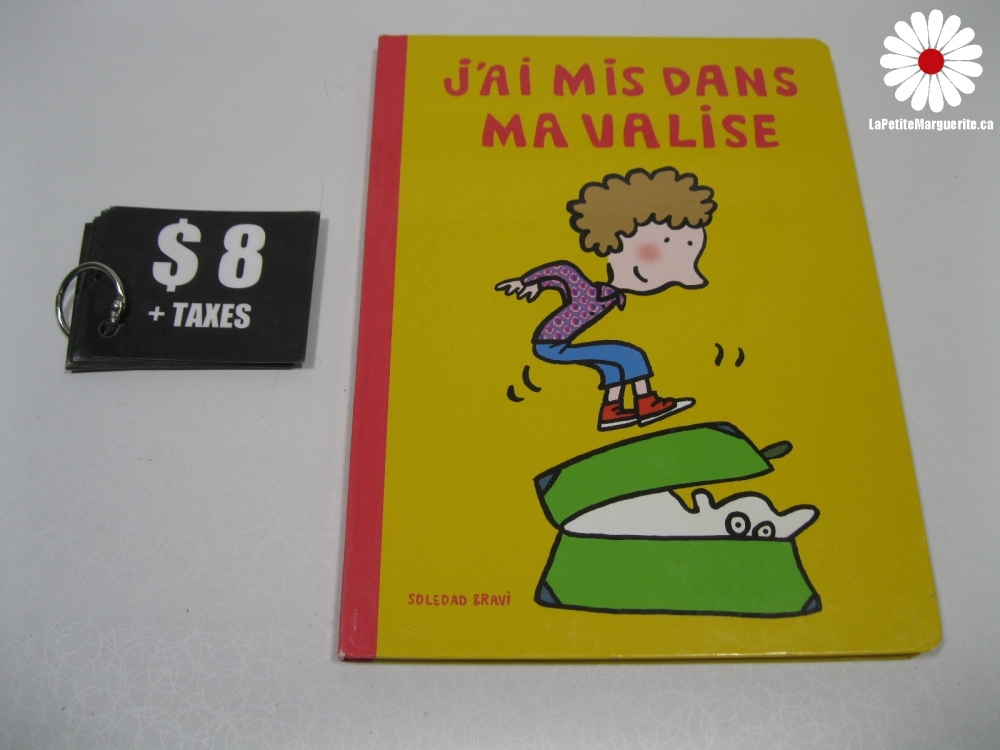 J'Ai MiS DANS
MA VALiSE
LaPetiteMarguerite.ca
$ 8
+ TAXES
SOLEDAD BRAVi